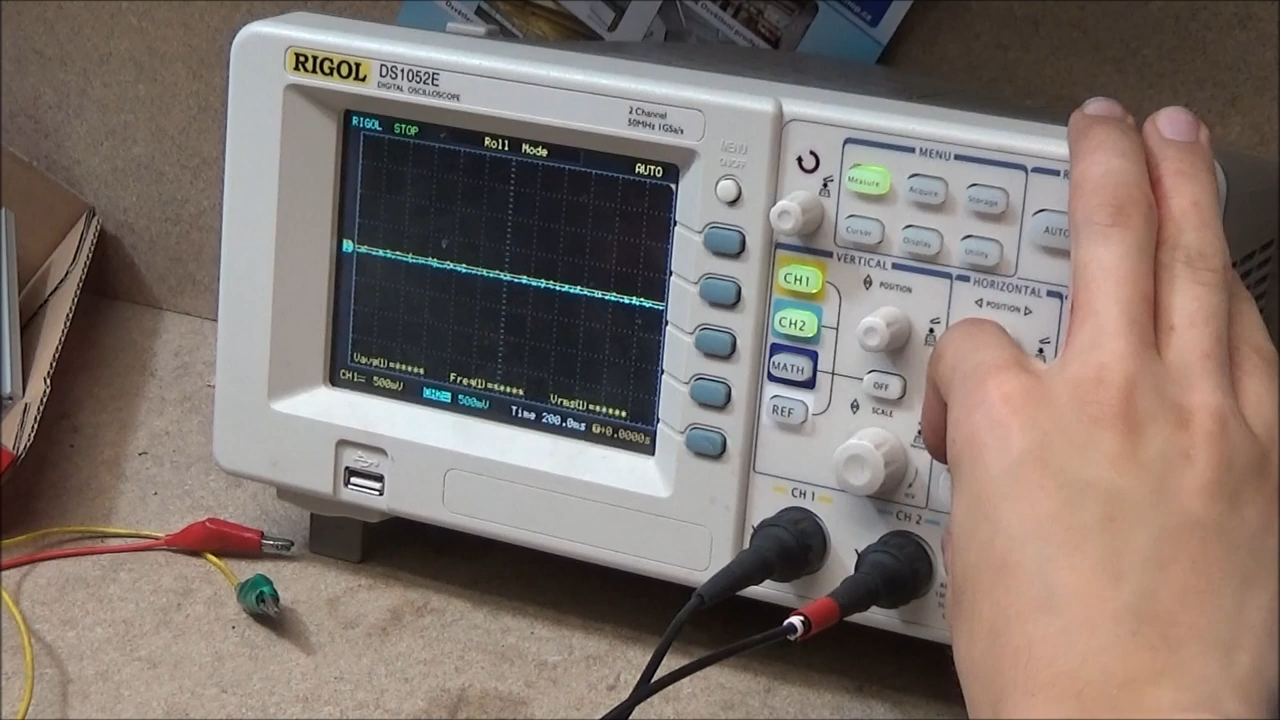 RIGOL DS1052E
DIGITAL OSCILLOSCOPE
2 Channel
50MHz 1GSa/s
MENU
ON/OFF
RIGOL STOP
Roll Mode
AUTO
Vavg(1)=*****
Freq(1)=*****
Vrms(1)=*****
CH1= 500mV
CH2= 500mV
Time 200.0ms
T+0.0000s
MENU
Measure
Acquire
Storage
Cursor
Display
Utility
AUTO
VERTICAL
HORIZONTAL
CH1
POSITION
POSITION
CH2
MATH
OFF
REF
SCALE
CH 1
CH 2